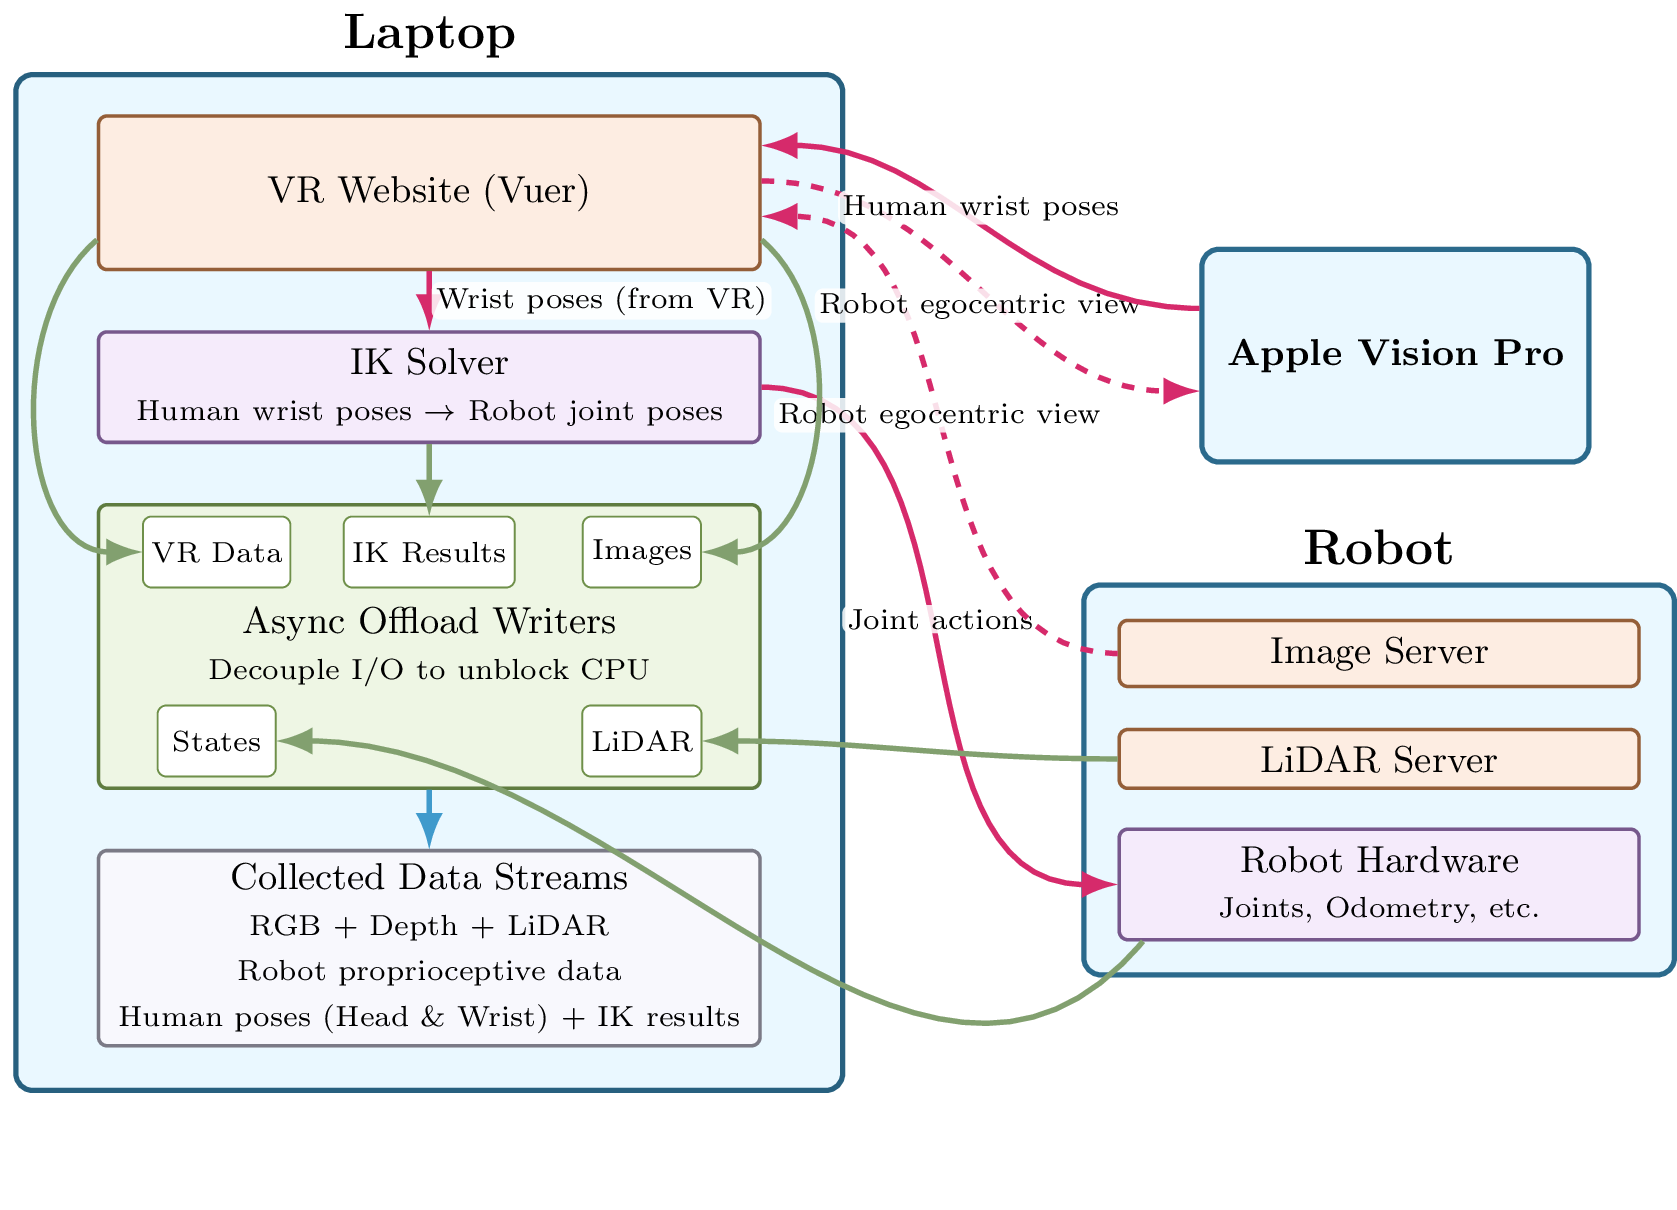 Laptop
VR Website (Vuer)
Human wrist poses
Wrist poses (from VR)
Robot egocentric view
IK Solver
Human wrist poses → Robot joint poses
Robot egocentric view
Apple Vision Pro
VR Data
IK Results
Images
Async Offload Writers
Decouple I/O to unblock CPU
Joint actions
States
LiDAR
Collected Data Streams
RGB + Depth + LiDAR
Robot proprioceptive data
Human poses (Head & Wrist) + IK results
Robot
Image Server
LiDAR Server
Robot Hardware
Joints, Odometry, etc.